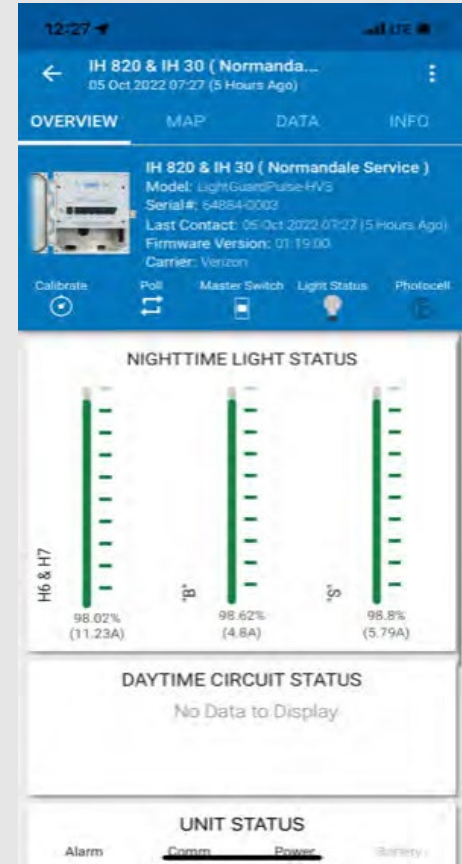 12:27
LTE
IH 820 & IH 30 ( Normanda...
05 Oct 2022 07:27 (5 Hours Ago)
OVERVIEW MAP DATA INFO
IH 820 & IH 30 ( Normandale Service )
Model: LightGuardPulse-HV3
Serial#: 64884-0003
Last Contact: 05 Oct 2022 07:27 (5 Hours Ago)
Firmware Version: 01.19.00
Carrier: Verizon
Calibrate Poll Master Switch Light Status Photocell
NIGHTTIME LIGHT STATUS
H6 & H7
98.02%
(11.23A)
"B"
98.62%
(4.8A)
"S"
98.8%
(5.79A)
DAYTIME CIRCUIT STATUS
No Data to Display
UNIT STATUS
Alarm Comm Power Battery